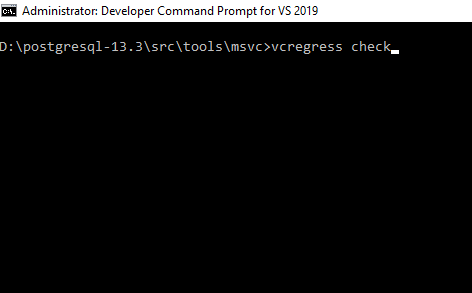 Administrator: Developer Command Prompt for VS 2019
D:\postgresql-13.3\src\tools\msvc>vcregress check